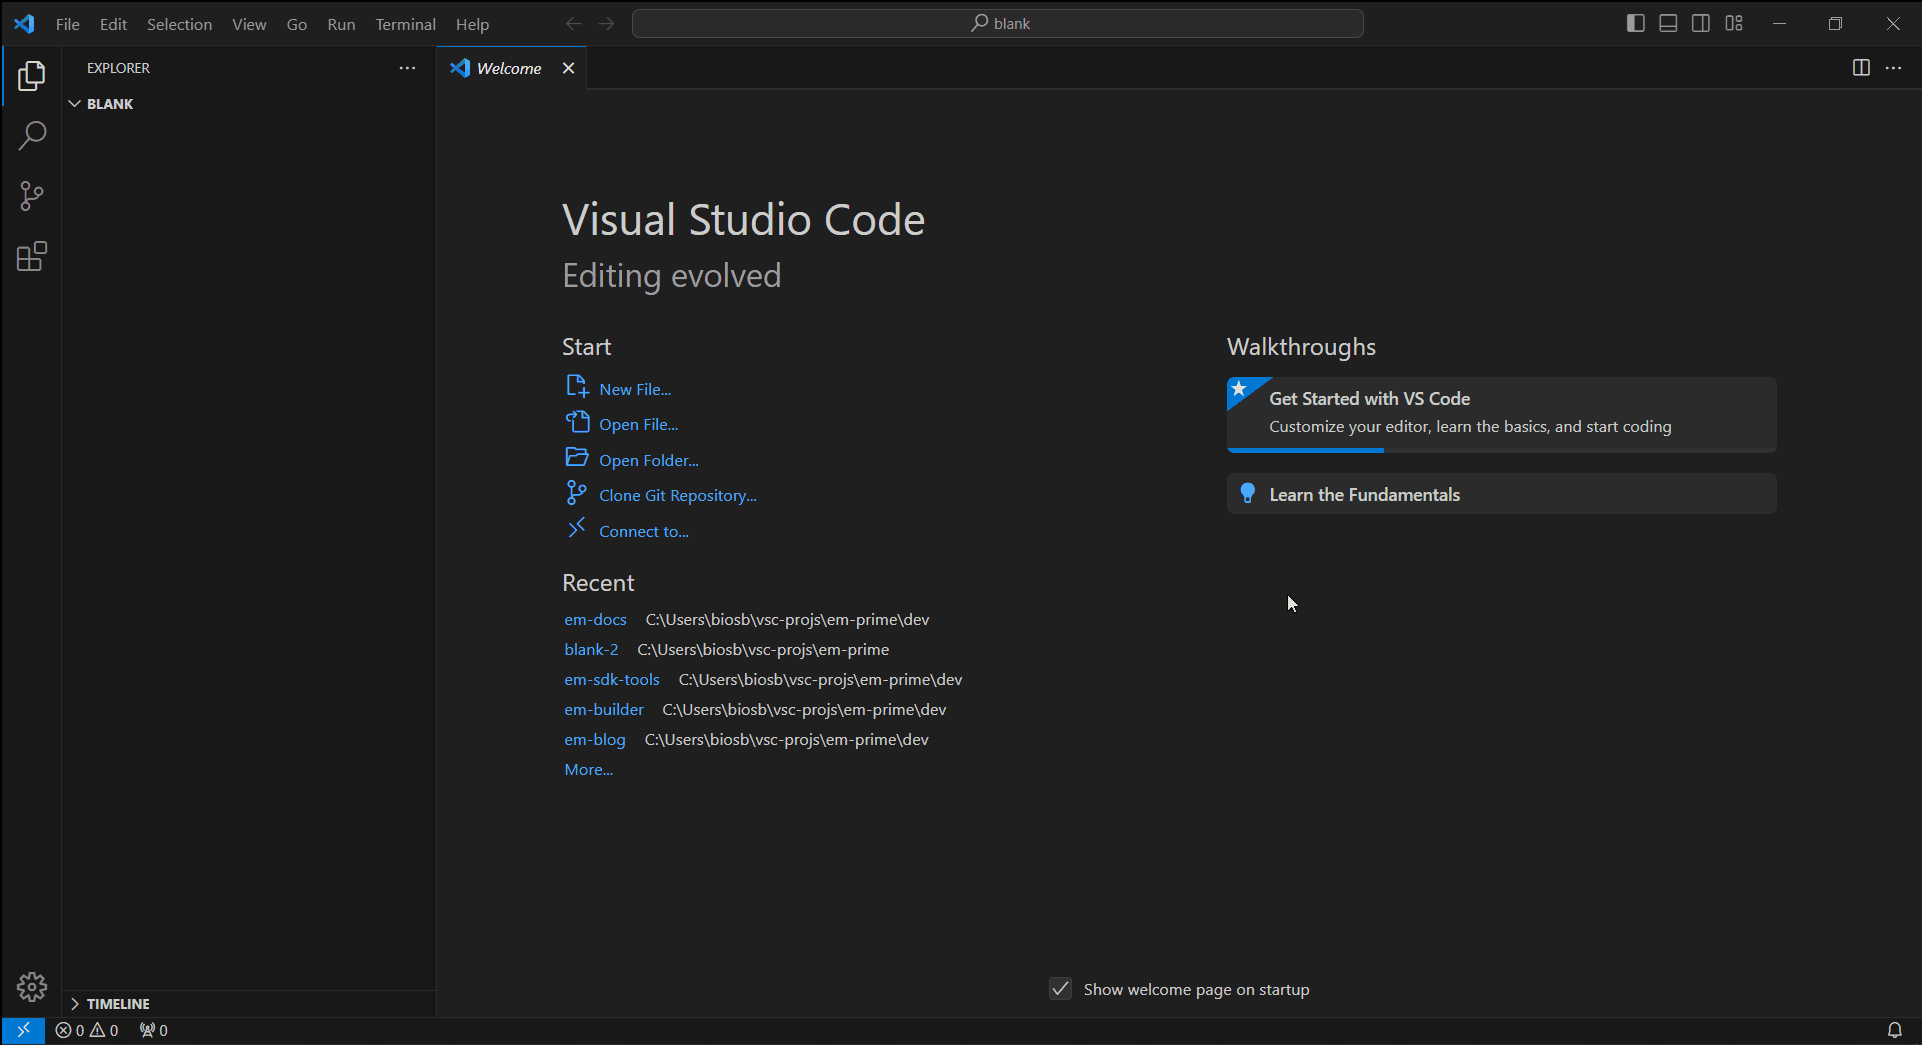 File Edit Selection View Go Run Terminal Help
blank
EXPLORER
BLANK
Welcome
Visual Studio Code
Editing evolved
Start
New File...
Open File...
Open Folder...
Clone Git Repository...
Connect to...
Recent
em-docs C:\Users\biosb\vsc-projs\em-prime\dev
blank-2 C:\Users\biosb\vsc-projs\em-prime
em-sdk-tools C:\Users\biosb\vsc-projs\em-prime\dev
em-builder C:\Users\biosb\vsc-projs\em-prime\dev
em-blog C:\Users\biosb\vsc-projs\em-prime\dev
More...
Walkthroughs
Get Started with VS Code
Customize your editor, learn the basics, and start coding
Learn the Fundamentals
Show welcome page on startup
TIMELINE
0 0 0